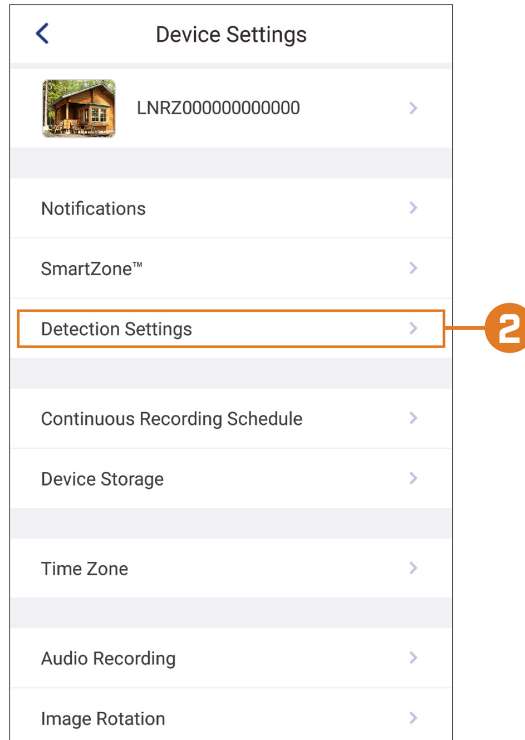 Device Settings
LNRZ000000000000
Notifications
SmartZone™
Detection Settings
2
Continuous Recording Schedule
Device Storage
Time Zone
Audio Recording
Image Rotation